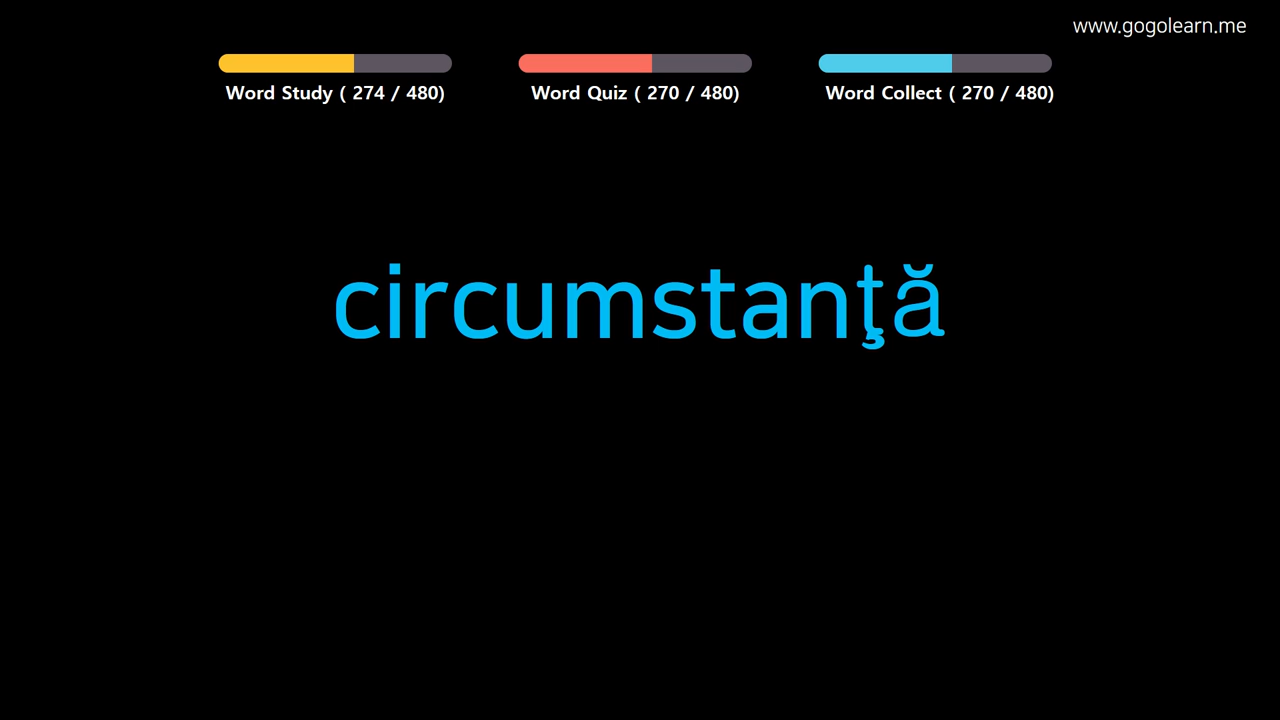 www.gogolearn.me
Word Study ( 274 / 480)
Word Quiz ( 270 / 480)
Word Collect ( 270 / 480)
circumstanţă